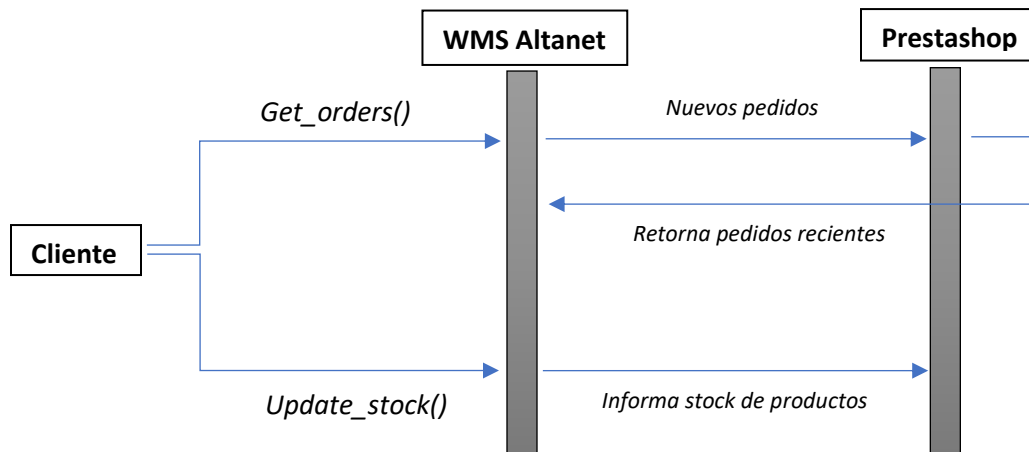 WMS Altanet
Prestashop
Get_orders()
Nuevos pedidos
Retorna pedidos recientes
Cliente
Update_stock()
Informa stock de productos